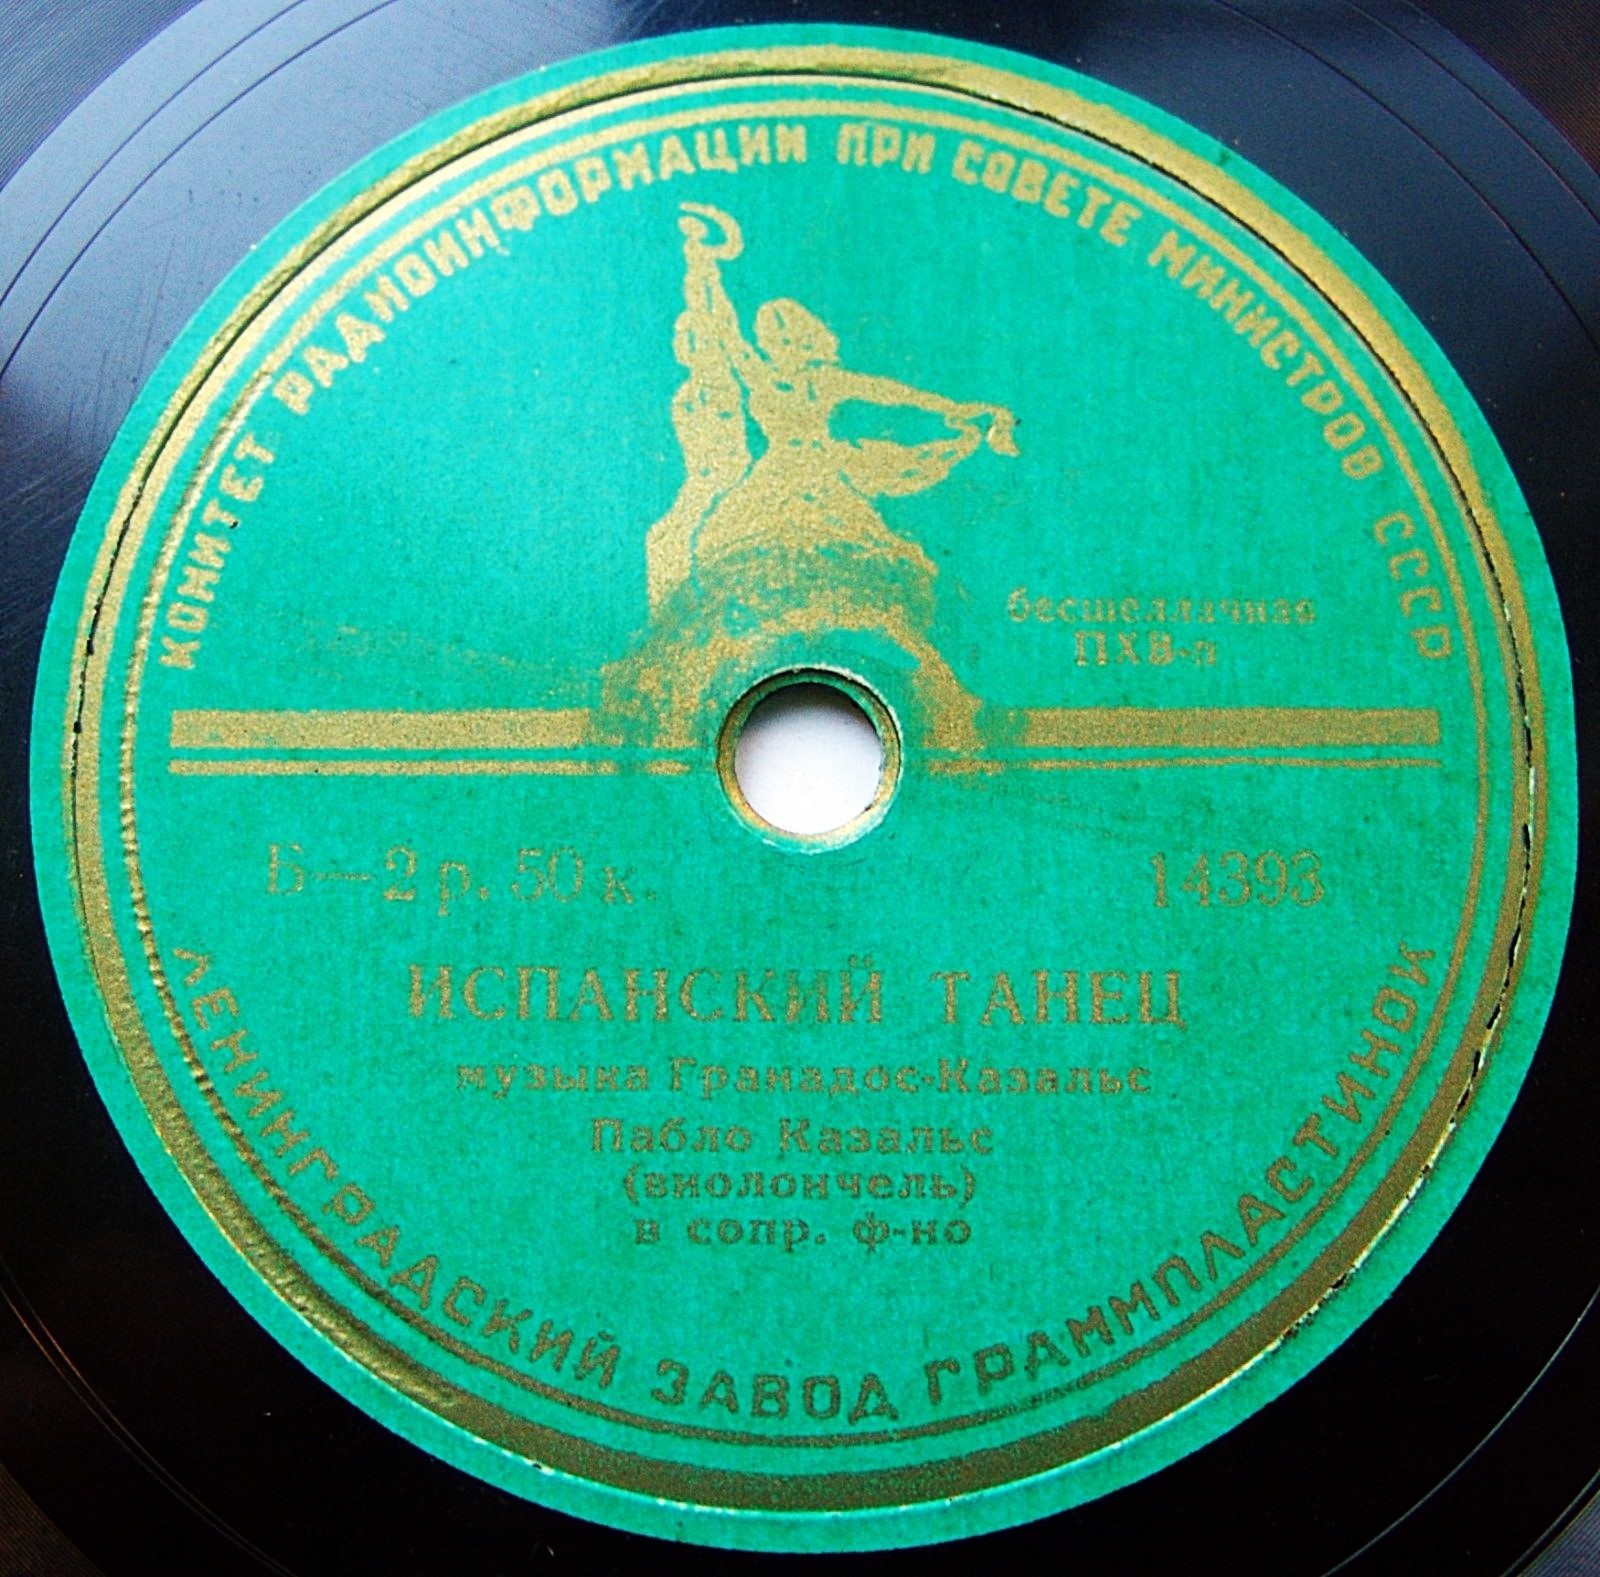 КОМИТЕТ РАДИОИНФОРМАЦИИ ПРИ СОВЕТЕ МИНИСТРОВ СССР
бесшеллачная
ПХВ-п
Б—2 р. 50 к.
14393
ИСПАНСКИЙ ТАНЕЦ
музыка Гранадос-Казальс
Пабло Казальс
(виолончель)
в сопр. ф-но
ЛЕНИНГРАДСКИЙ ЗАВОД ГРАММПЛАСТИНОК